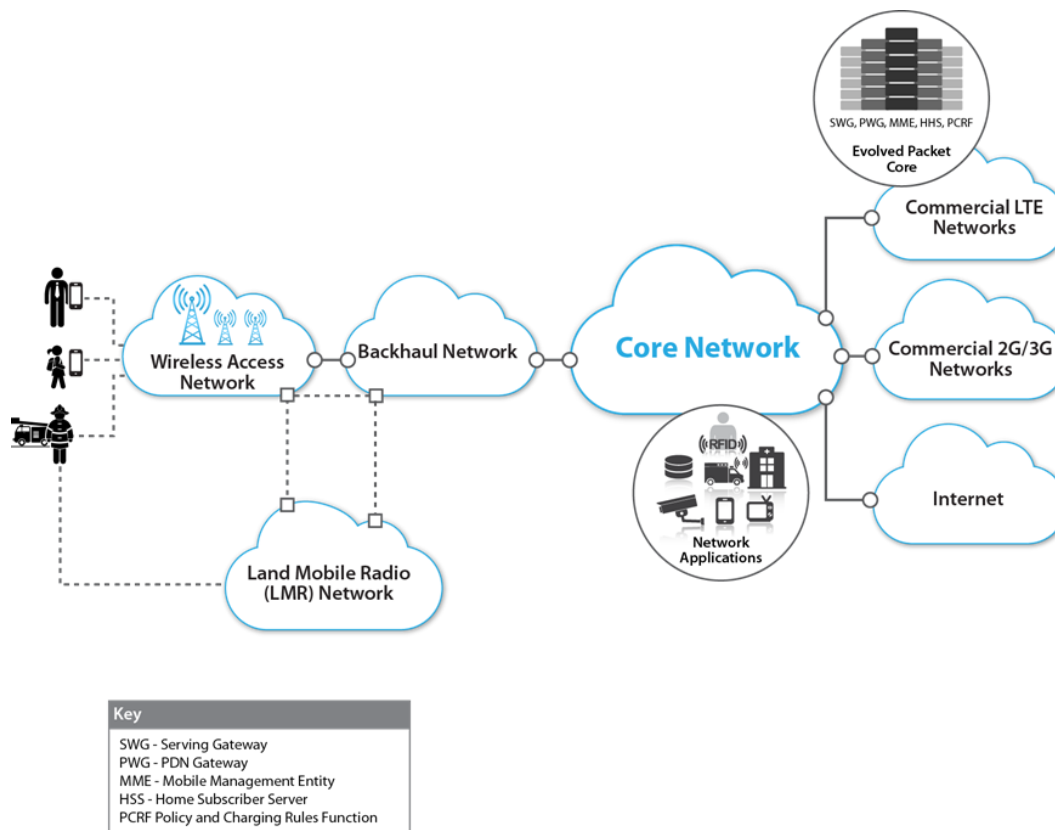 SWG, PWG, MME, HHS, PCRF
Evolved Packet
Core
Commercial LTE
Networks
Wireless Access
Network
Backhaul Network
Core Network
Commercial 2G/3G
Networks
RFID
Network
Applications
Internet
Land Mobile Radio
(LMR) Network
Key
SWG - Serving Gateway
PWG - PDN Gateway
MME - Mobile Management Entity
HSS - Home Subscriber Server
PCRF Policy and Charging Rules Function